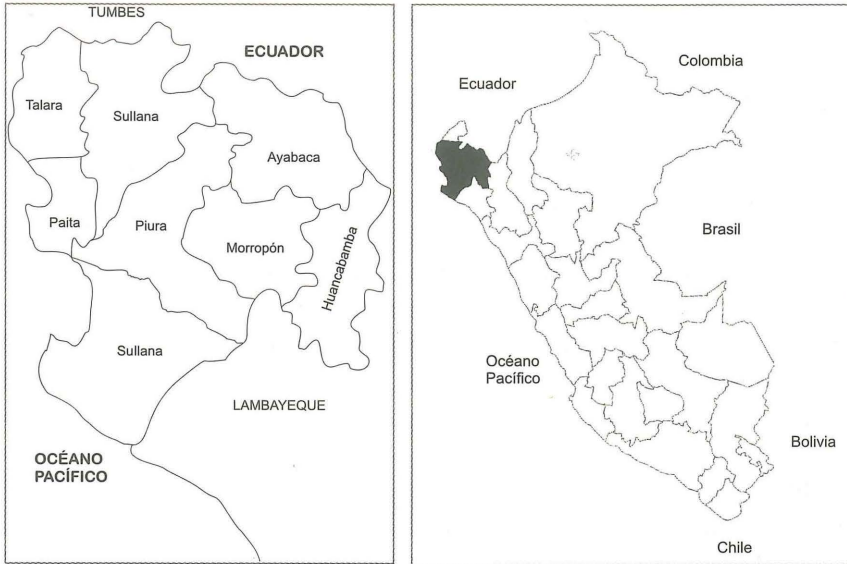 TUMBES
ECUADOR
Talara
Sullana
Ayabaca
Paita
Piura
Morropón
Huancabamba
Sullana
LAMBAYEQUE
OCÉANO
PACÍFICO
Colombia
Ecuador
Brasil
Océano
Pacífico
Bolivia
Chile